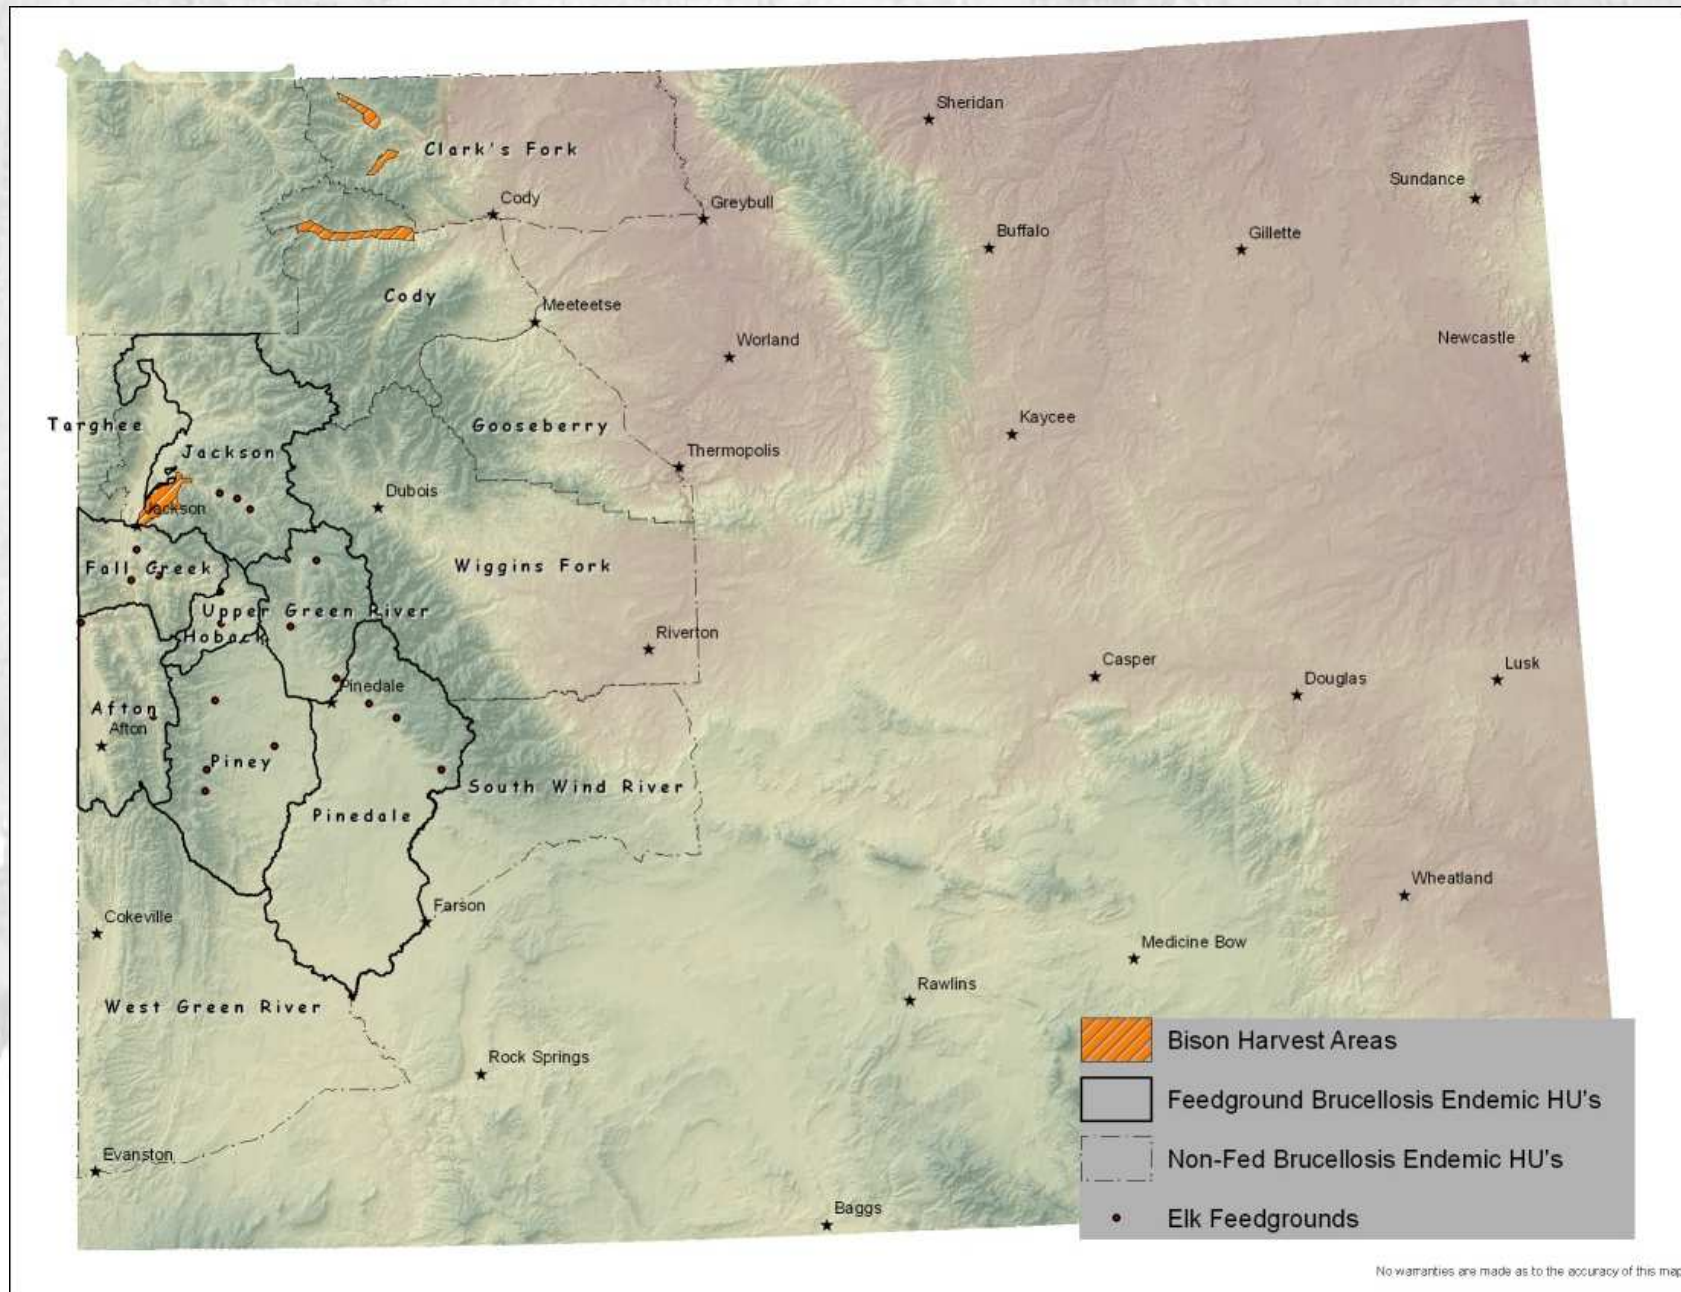 Sheridan
Clark's Fork
Sundance
Cody
Greybull
Buffalo
Gillette
Cody
Meeteetse
Worland
Newcastle
Targhee
Gooseberry
Kaycee
Jackson
Thermopolis
Dubois
Jackson
Fall Creek
Wiggins Fork
Upper Green River
Hoback
Riverton
Casper
Lusk
Douglas
Pinedale
Afton
Afton
Piney
South Wind River
Pinedale
Wheatland
Farson
Cokeville
Medicine Bow
Rawlins
West Green River
Rock Springs
Evanston
Baggs
Bison Harvest Areas
Feedground Brucellosis Endemic HU's
Non-Fed Brucellosis Endemic HU's
Elk Feedgrounds
No warranties are made as to the accuracy of this map